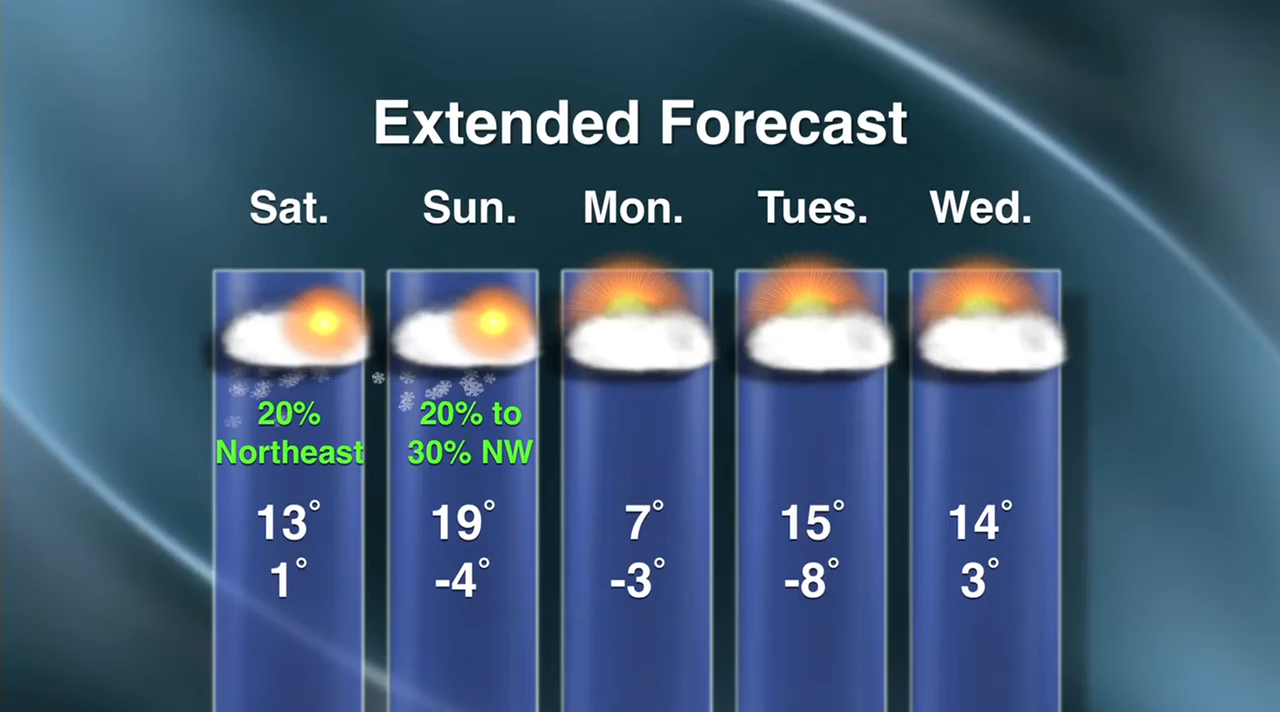 Extended Forecast
Sat. Sun. Mon. Tues. Wed.
20%
Northeast
20% to
30% NW
13° 19° 7° 15° 14°
1° -4° -3° -8° 3°